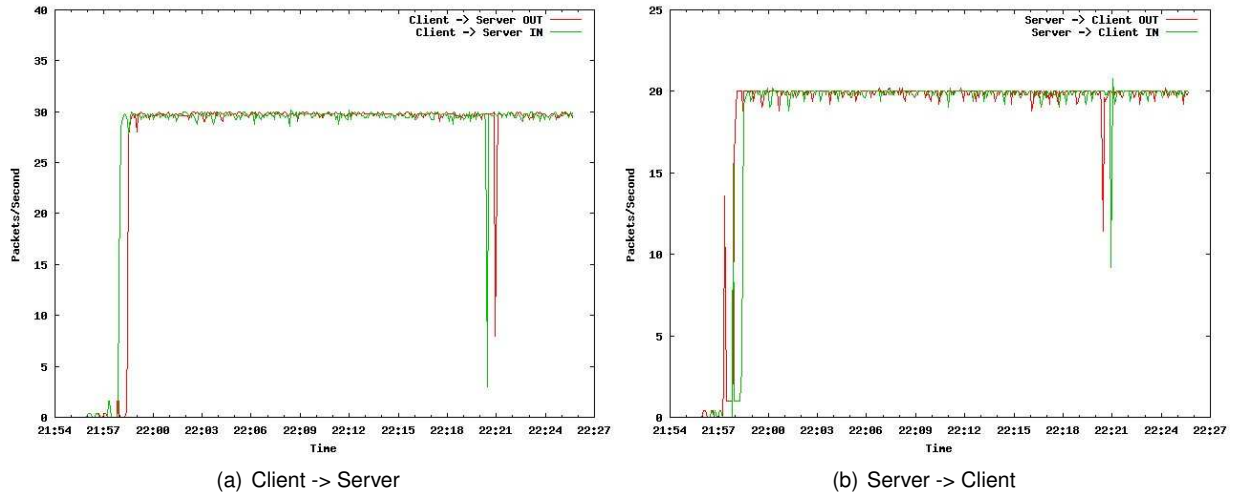 40
35
30
25
20
15
10
5
0
Packets/Second
Client -> Server OUT
Client -> Server IN
21:54 21:57 22:00 22:03 22:06 22:09 22:12 22:15 22:18 22:21 22:24 22:27
Time
(a) Client -> Server
25
20
15
10
5
0
Packets/Second
Server -> Client OUT
Server -> Client IN
21:54 21:57 22:00 22:03 22:06 22:09 22:12 22:15 22:18 22:21 22:24 22:27
Time
(b) Server -> Client